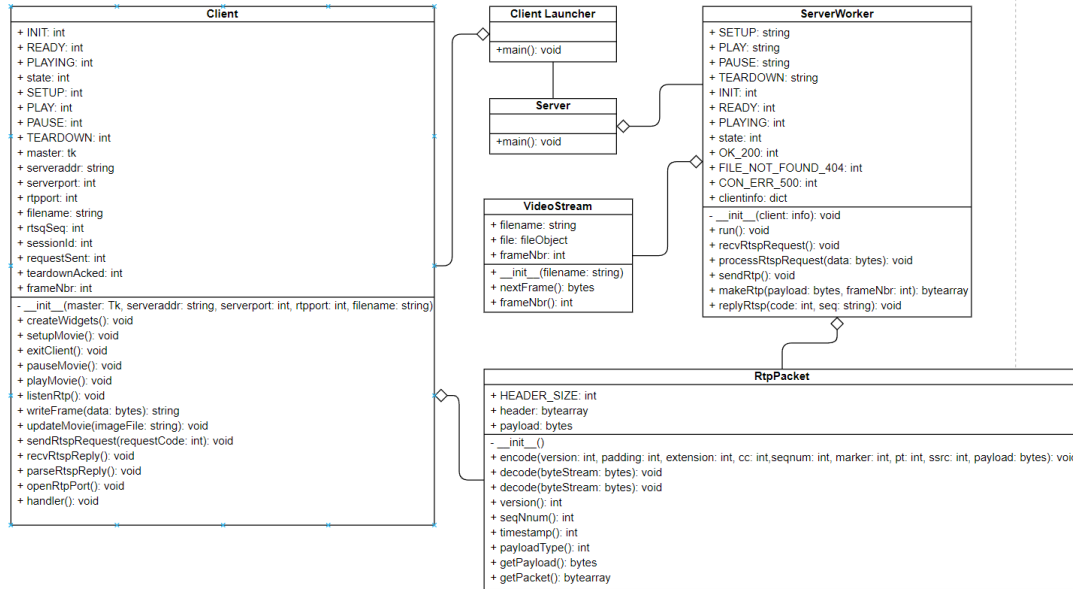 Client
+ INIT: int
+ READY: int
+ PLAYING: int
+ state: int
+ SETUP: int
+ PLAY: int
+ PAUSE: int
+ TEARDOWN: int
+ master: tk
+ serveraddr: string
+ serverport: int
+ rtpport: int
+ filename: string
+ rtsqSeq: int
+ sessionId: int
+ requestSent: int
+ teardownAcked: int
+ frameNbr: int
- __init__(master: Tk, serveraddr: string, serverport: int, rtpport: int, filename: string)
+ createWidgets(): void
+ setupMovie(): void
+ exitClient(): void
+ pauseMovie(): void
+ playMovie(): void
+ listenRtp(): void
+ writeFrame(data: bytes): string
+ updateMovie(imageFile: string): void
+ sendRtspRequest(requestCode: int): void
+ recvRtspReply(): void
+ parseRtspReply(): void
+ openRtpPort(): void
+ handler(): void
Client Launcher
+main(): void
Server
+main(): void
VideoStream
+ filename: string
+ file: fileObject
+ frameNbr: int
+ __init__(filename: string)
+ nextFrame(): bytes
+ frameNbr(): int
ServerWorker
+ SETUP: string
+ PLAY: string
+ PAUSE: string
+ TEARDOWN: string
+ INIT: int
+ READY: int
+ PLAYING: int
+ state: int
+ OK_200: int
+ FILE_NOT_FOUND_404: int
+ CON_ERR_500: int
+ clientinfo: dict
- __init__(client: info): void
+ run(): void
+ recvRtspRequest(): void
+ processRtspRequest(data: bytes): void
+ sendRtp(): void
+ makeRtp(payload: bytes, frameNbr: int): bytearray
+ replyRtsp(code: int, seq: string): void
RtpPacket
+ HEADER_SIZE: int
+ header: bytearray
+ payload: bytes
- __init__()
+ encode(version: int, padding: int, extension: int, cc: int,seqnum: int, marker: int, pt: int, ssrc: int, payload: bytes): void
+ decode(byteStream: bytes): void
+ decode(byteStream: bytes): void
+ version(): int
+ seqNnum(): int
+ timestamp(): int
+ payloadType(): int
+ getPayload(): bytes
+ getPacket(): bytearray